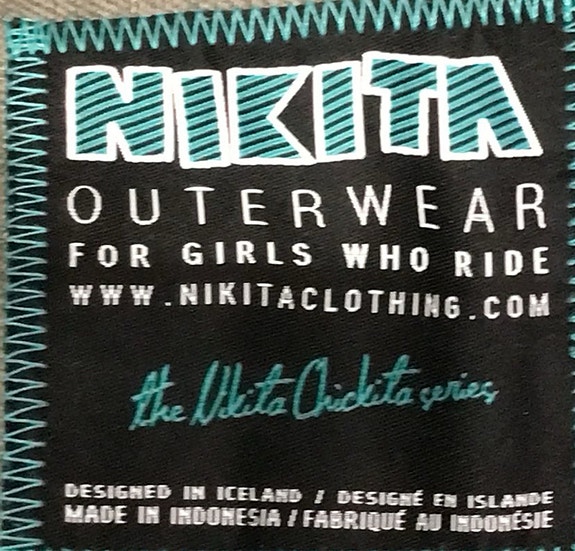 NIKITA
OUTERWEAR
FOR GIRLS WHO RIDE
WWW.NIKITACLOTHING.COM
the Nikita Chickita series
DESIGNED IN ICELAND / DESIGNÉ EN ISLANDE
MADE IN INDONESIA / FABRIQUÉ AU INDONÉSIE